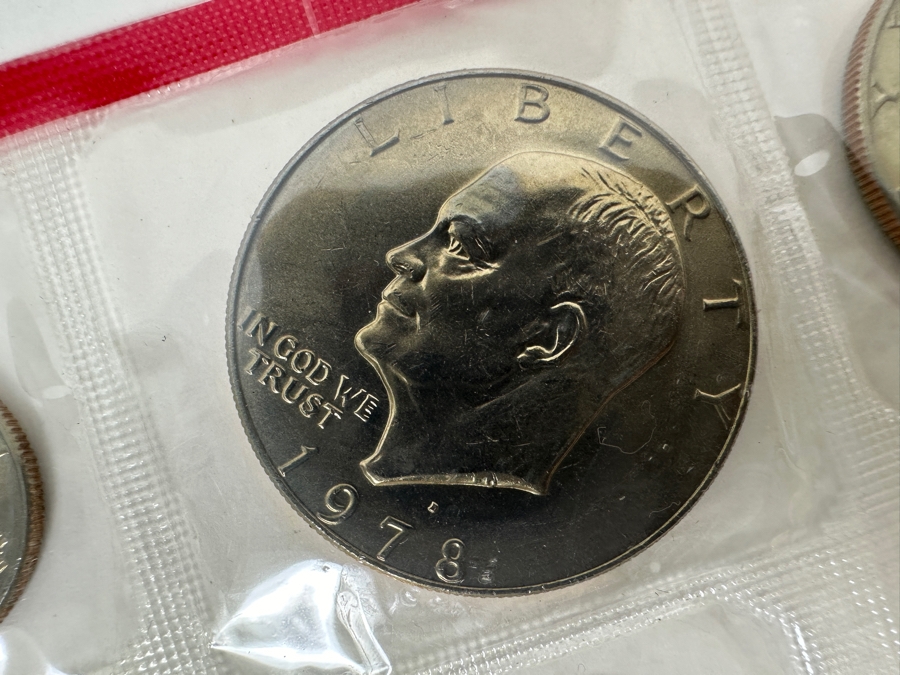 LIBERTY
IN GOD WE
TRUST
D
1978